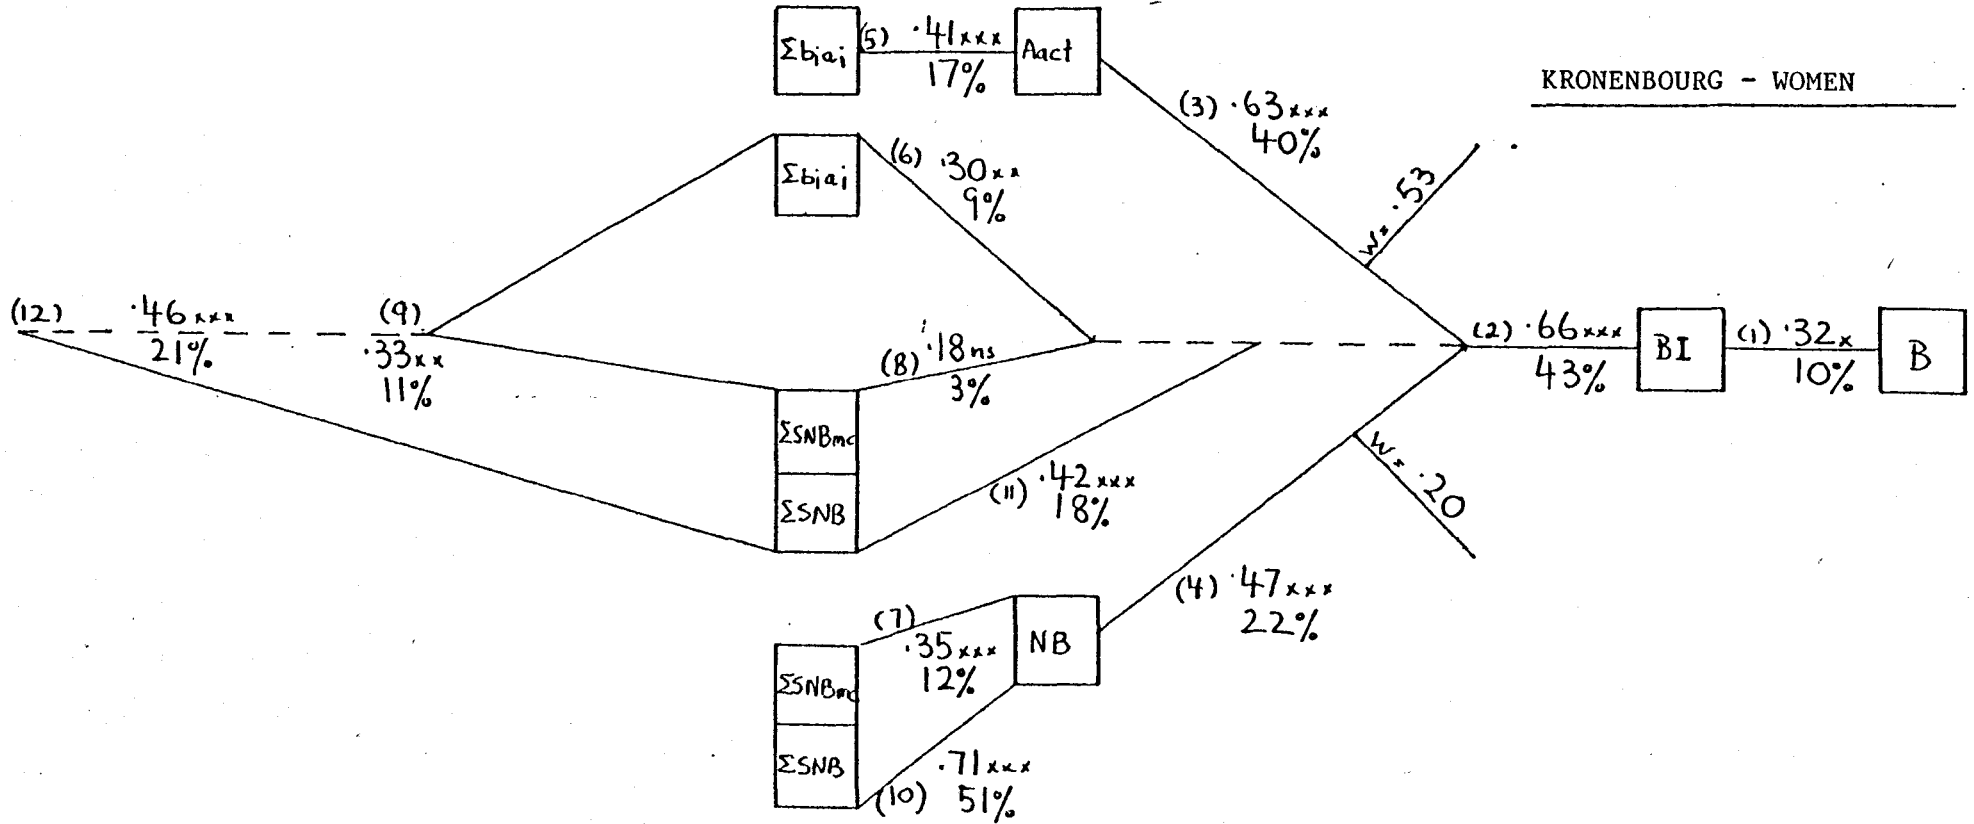 Σbiai
(5) .41xxx
17%
Aact
KRONENBOURG - WOMEN
(3) .63xxx
40%
Σbiai
(6) .30xx
9%
w= .53
(12) .46xxx
21%
(9)
.33xx
11%
(8) .18ns
3%
(2) .66xxx
43%
BI
(1) .32x
10%
B
ΣSNBmc
ΣSNB
(11) .42xxx
18%
w= .20
(4) .47xxx
22%
(7)
.35xxx
12%
NB
ΣSNBmc
ΣSNB
(10) .71xxx
51%